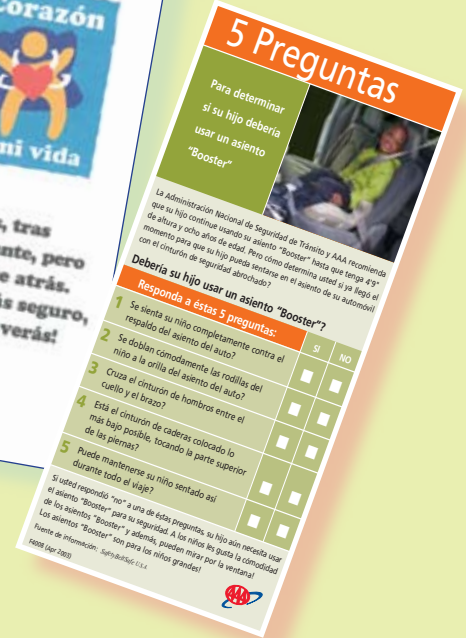 Corazón
mi vida
, tras
nte, pero
e atrás.
ás seguro,
verás!
5 Preguntas
Para determinar
si su hijo debería
usar un asiento
“Booster”
La Administración Nacional de Seguridad de Tránsito y AAA recomienda
que su hijo continue usando su asiento “Booster” hasta que tenga 4'9"
de altura y ocho años de edad. Pero cómo determina usted si ya llegó el
momento para que su hijo pueda sentarse en el asiento de su automóvil
con el cinturón de seguridad abrochado?
Debería su hijo usar un asiento “Booster”?
Responda a éstas 5 preguntas:
SI NO
1 Se sienta su niño completamente contra el
respaldo del asiento del auto?
2 Se doblan cómodamente las rodillas del
niño a la orilla del asiento del auto?
3 Cruza el cinturón de hombros entre el
cuello y el brazo?
4 Está el cinturón de caderas colocado lo
más bajo posible, tocando la parte superior
de las piernas?
5 Puede mantenerse su niño sentado así
durante todo el viaje?
Si usted respondió “no” a una de éstas preguntas, su hijo aún necesita usar
el asiento “Booster” para su seguridad. A los niños les gusta la comodidad
de los asientos “Booster” y además, pueden mirar por la ventana!
Los asientos “Booster” son para los niños grandes!
Fuente de información: SafetyBeltSafe U.S.A
F4008 (Apr 2003)
AAA